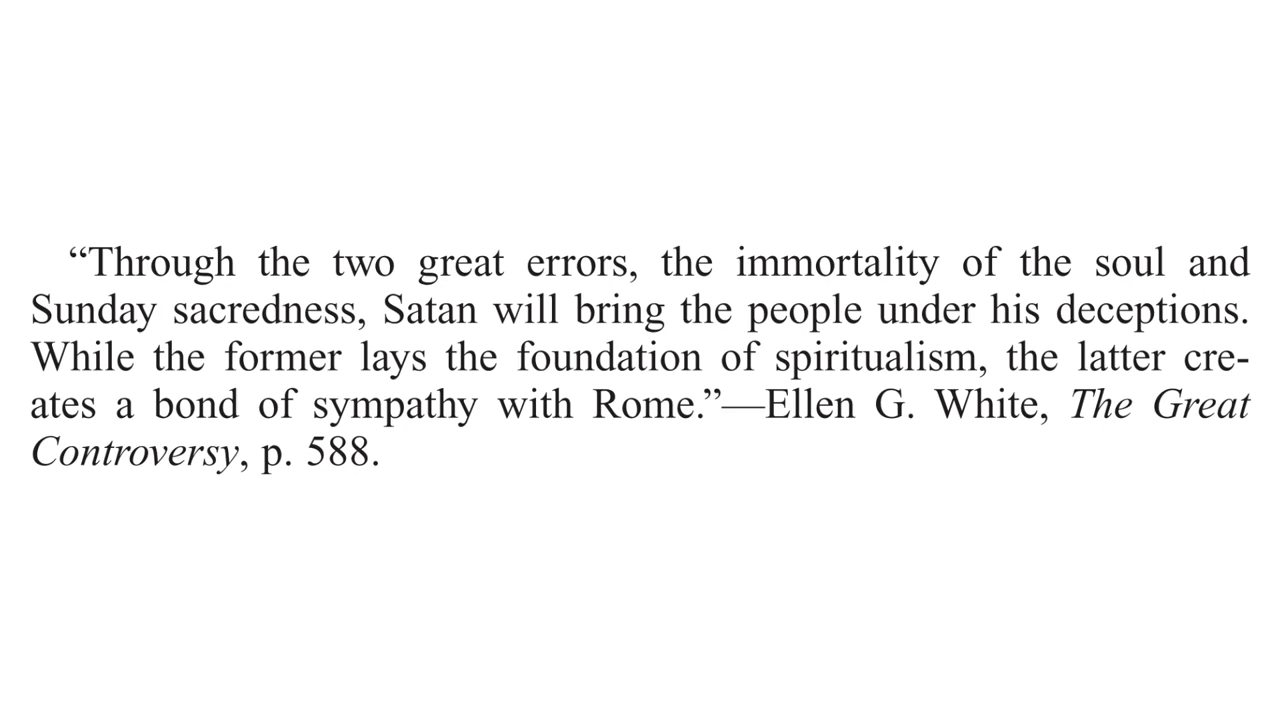 “Through the two great errors, the immortality of the soul and
Sunday sacredness, Satan will bring the people under his deceptions.
While the former lays the foundation of spiritualism, the latter cre-
ates a bond of sympathy with Rome.”—Ellen G. White, The Great
Controversy, p. 588.